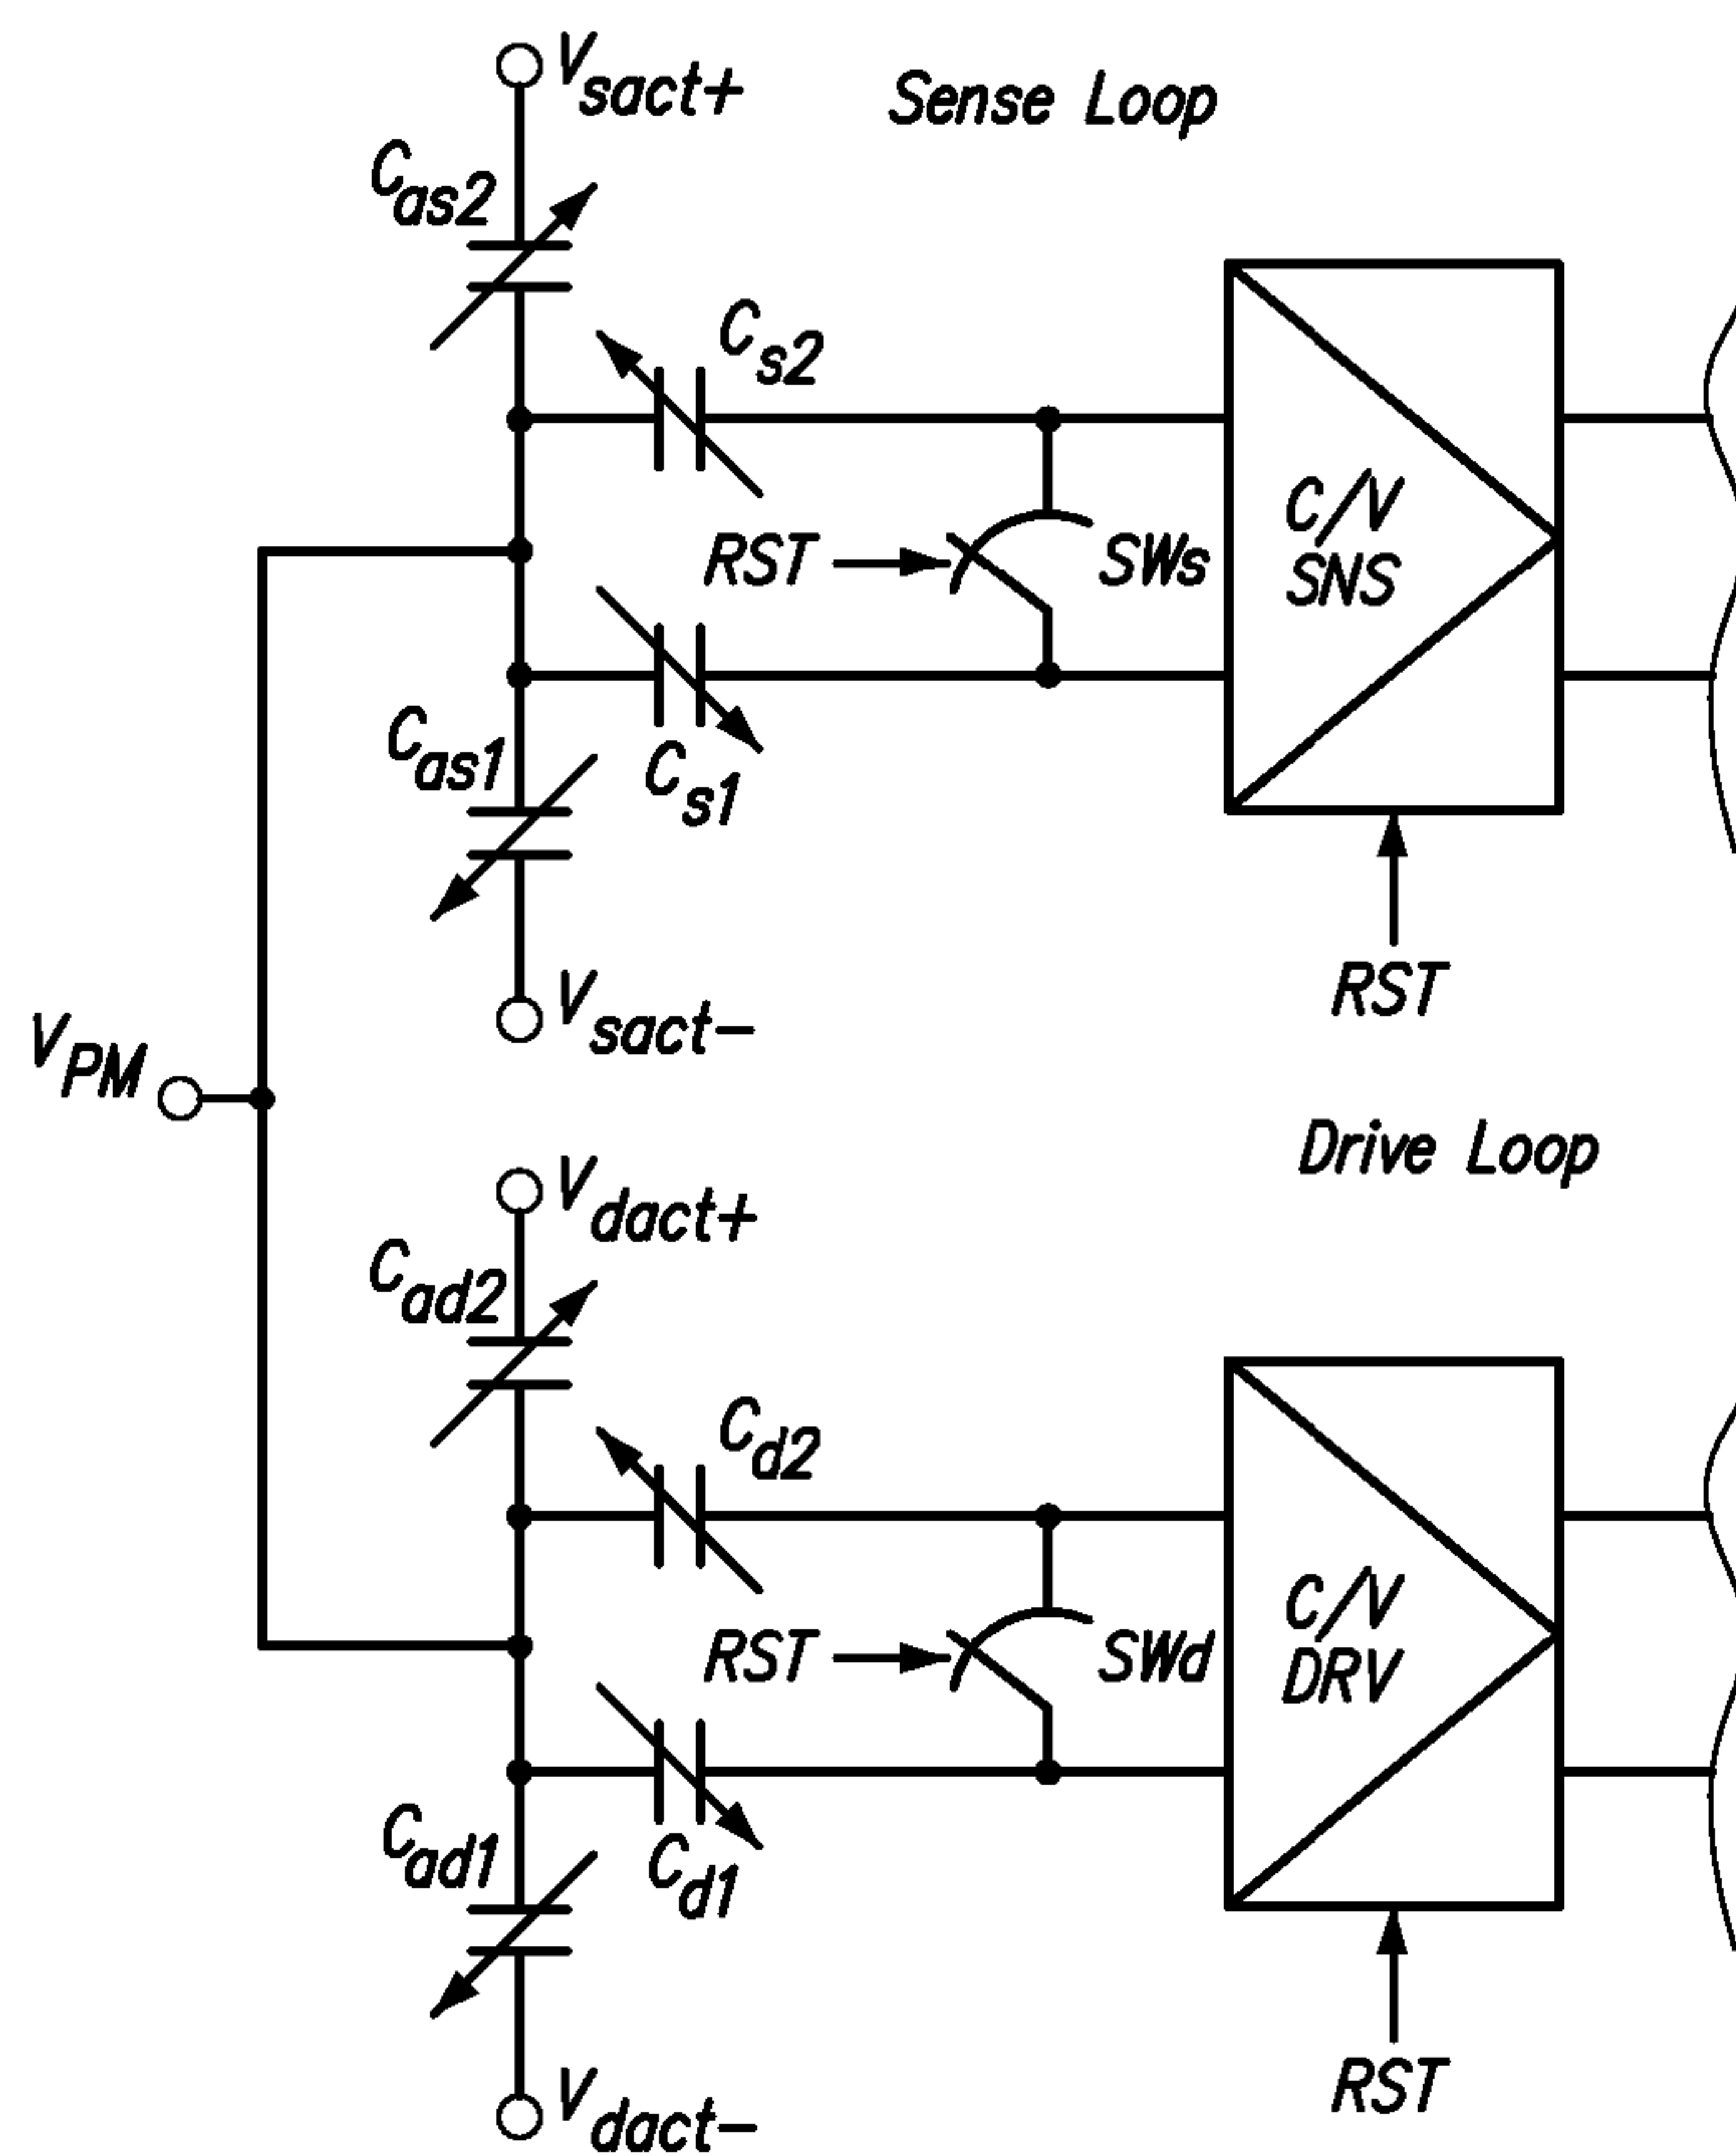 Vsact+
Sense Loop
Cas2
Cs2
C/V
SNS
RST
SWs
Cas1
Cs1
RST
Vsact-
VPM
Drive Loop
Vdact+
Cad2
Cd2
C/V
DRV
RST
SWd
Cad1
Cd1
RST
Vdact-